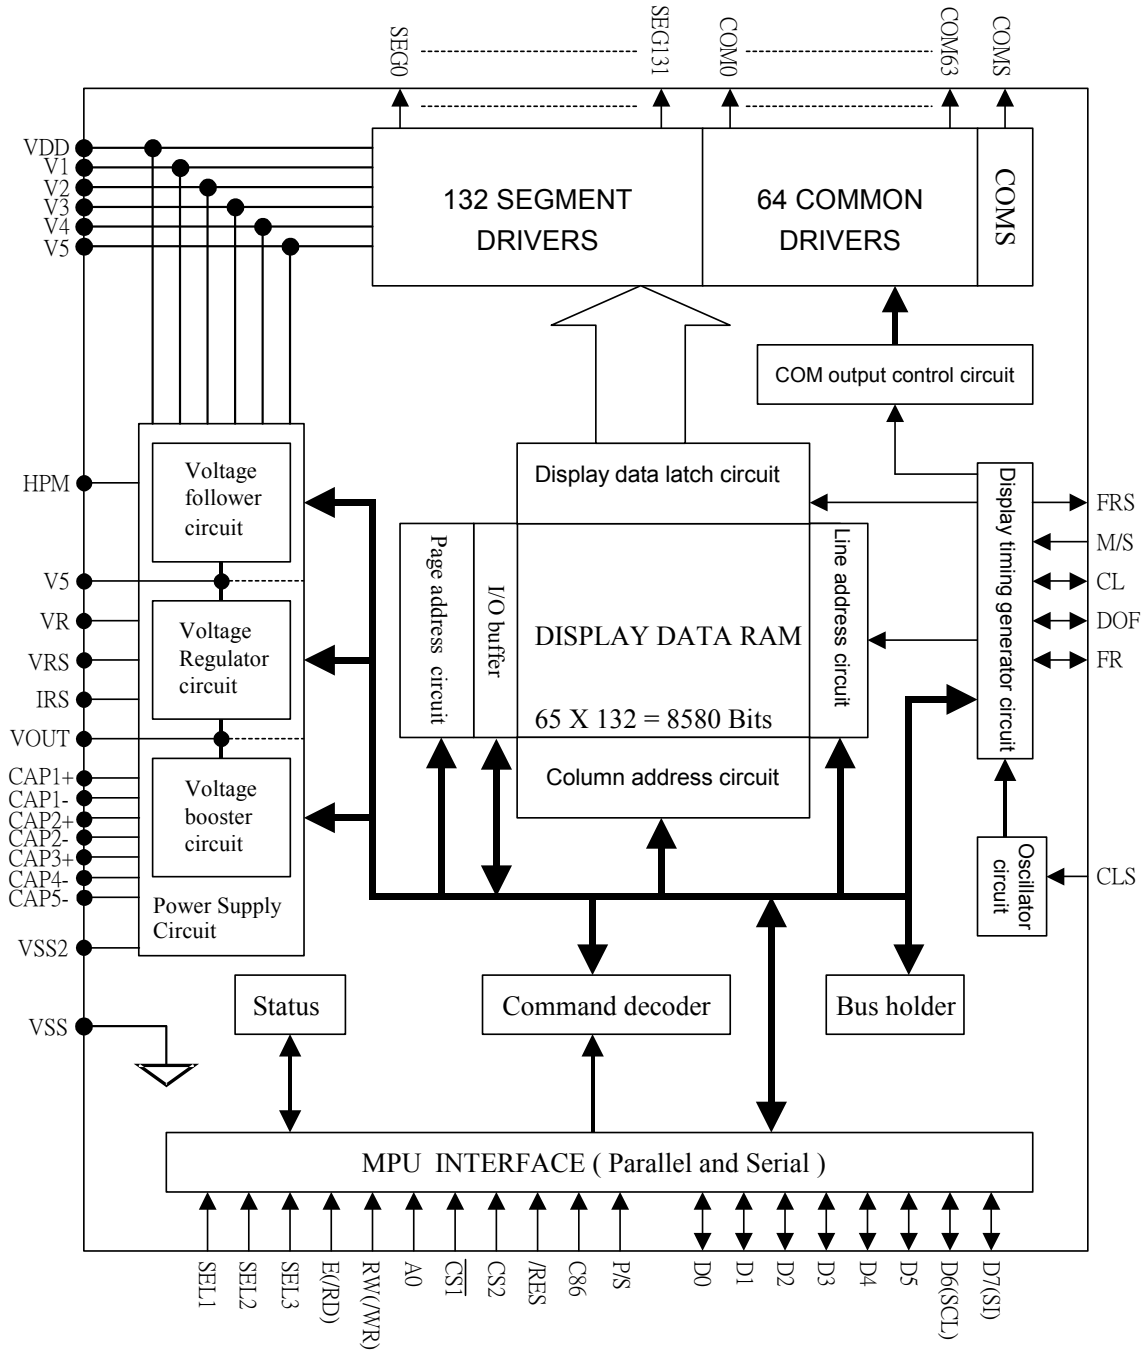 SEG0
SEG131
COM0
COM63
COMS
VDD
V1
V2
V3
V4
V5
132 SEGMENT
DRIVERS
64 COMMON
DRIVERS
COMS
COM output control circuit
HPM
V5
VR
VRS
IRS
VOUT
CAP1+
CAP1-
CAP2+
CAP2-
CAP3+
CAP4-
CAP5-
VSS2
VSS
Voltage
follower
circuit
Voltage
Regulator
circuit
Voltage
booster
circuit
Power Supply
Circuit
Display data latch circuit
Page address circuit
I/O buffer
DISPLAY DATA RAM
65 X 132 = 8580 Bits
Line address circuit
Column address circuit
Display timing generator circuit
FRS
M/S
CL
DOF
FR
Oscillator
circuit
CLS
Status
Command decoder
Bus holder
MPU INTERFACE ( Parallel and Serial )
SEL1
SEL2
SEL3
E(/RD)
RW(/WR)
A0
CS1
CS2
/RES
C86
P/S
D0
D1
D2
D3
D4
D5
D6(SCL)
D7(SI)